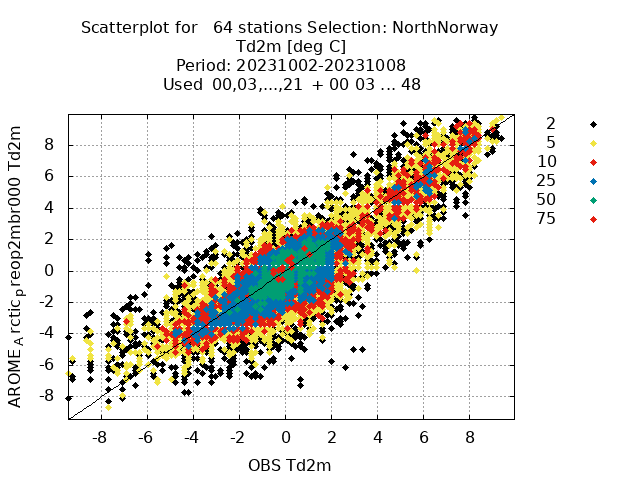 Scatterplot for 64 stations Selection: NorthNorway
Td2m [deg C]
Period: 20231002-20231008
Used 00,03,...,21 + 00 03 ... 48
2
5
10
25
50
75
AROME_Arctic_preop2mbr000 Td2m
8
6
4
2
0
-2
-4
-6
-8
-8 -6 -4 -2 0 2 4 6 8
OBS Td2m